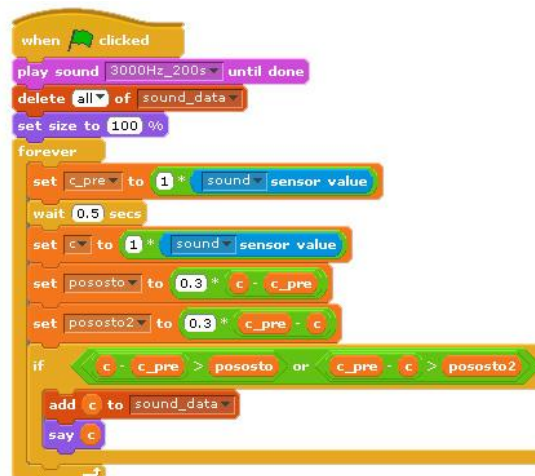 when clicked
play sound 3000Hz_200s until done
delete all of sound_data
set size to 100 %
forever
set c_pre to 1 * sound sensor value
wait 0.5 secs
set c to 1 * sound sensor value
set pososto to 0.3 * c - c_pre
set pososto2 to 0.3 * c_pre - c
if c - c_pre > pososto or c_pre - c > pososto2
add c to sound_data
say c